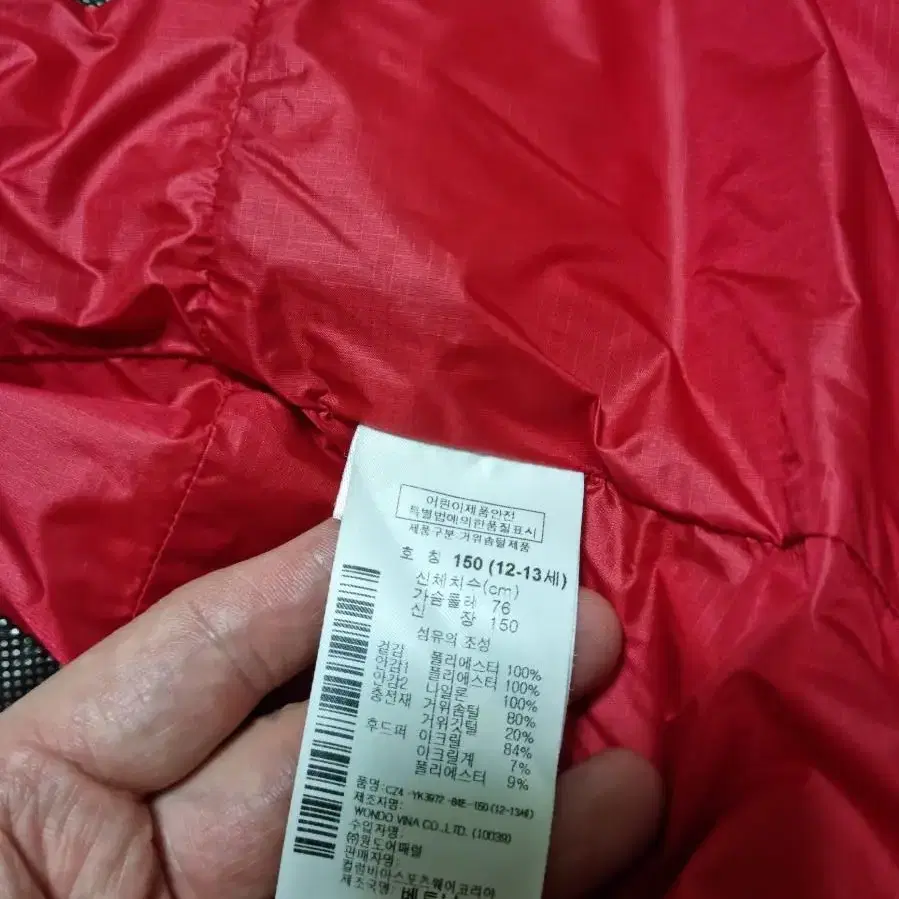 어린이제품안전
특별법에의한품질표시
제품구분:거위솜털제품
호 칭 150 (12-13세)
신체치수(cm)
가슴둘레 76
신 장 150
섬유의 조성
겉감 폴리에스터 100%
안감1 폴리에스터 100%
안감2 나일론 100%
충전재 거위솜털 80%
거위깃털 20%
후드퍼 아크릴 84%
아크릴계 7%
폴리에스터 9%
품명:CZ4-YK3972-84E-150(12-13세)
제조자명:
WONDO VINA CO.,LTD. (10039)
수입자명:
㈜원도어패럴
판매자명:
컬럼비아스포츠웨어코리아
제조국명: